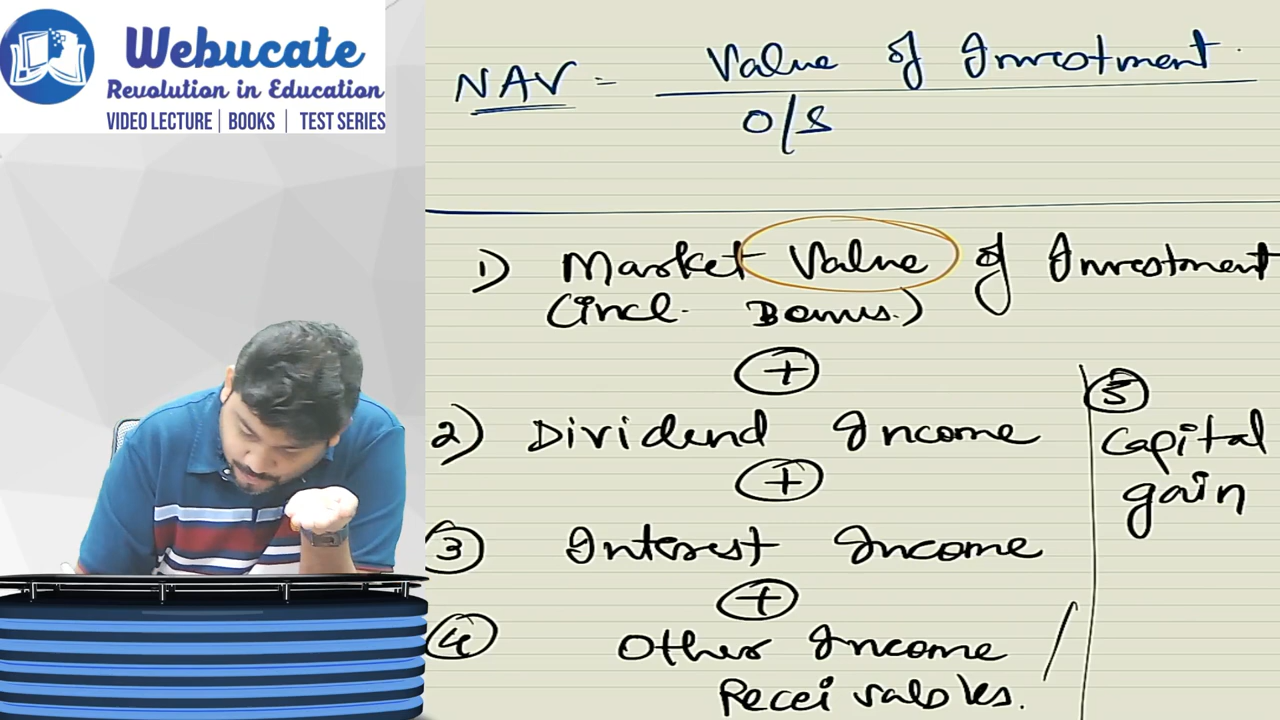 Webucate
Revolution in Education
VIDEO LECTURE | BOOKS | TEST SERIES
NAV = Value of Investment
O/S
1) Market Value of Investment
(incl. Bonus.)
+
2) Dividend Income
+
3 Interest Income
+
4 Other Income /
Receivables.
5
Capital
gain